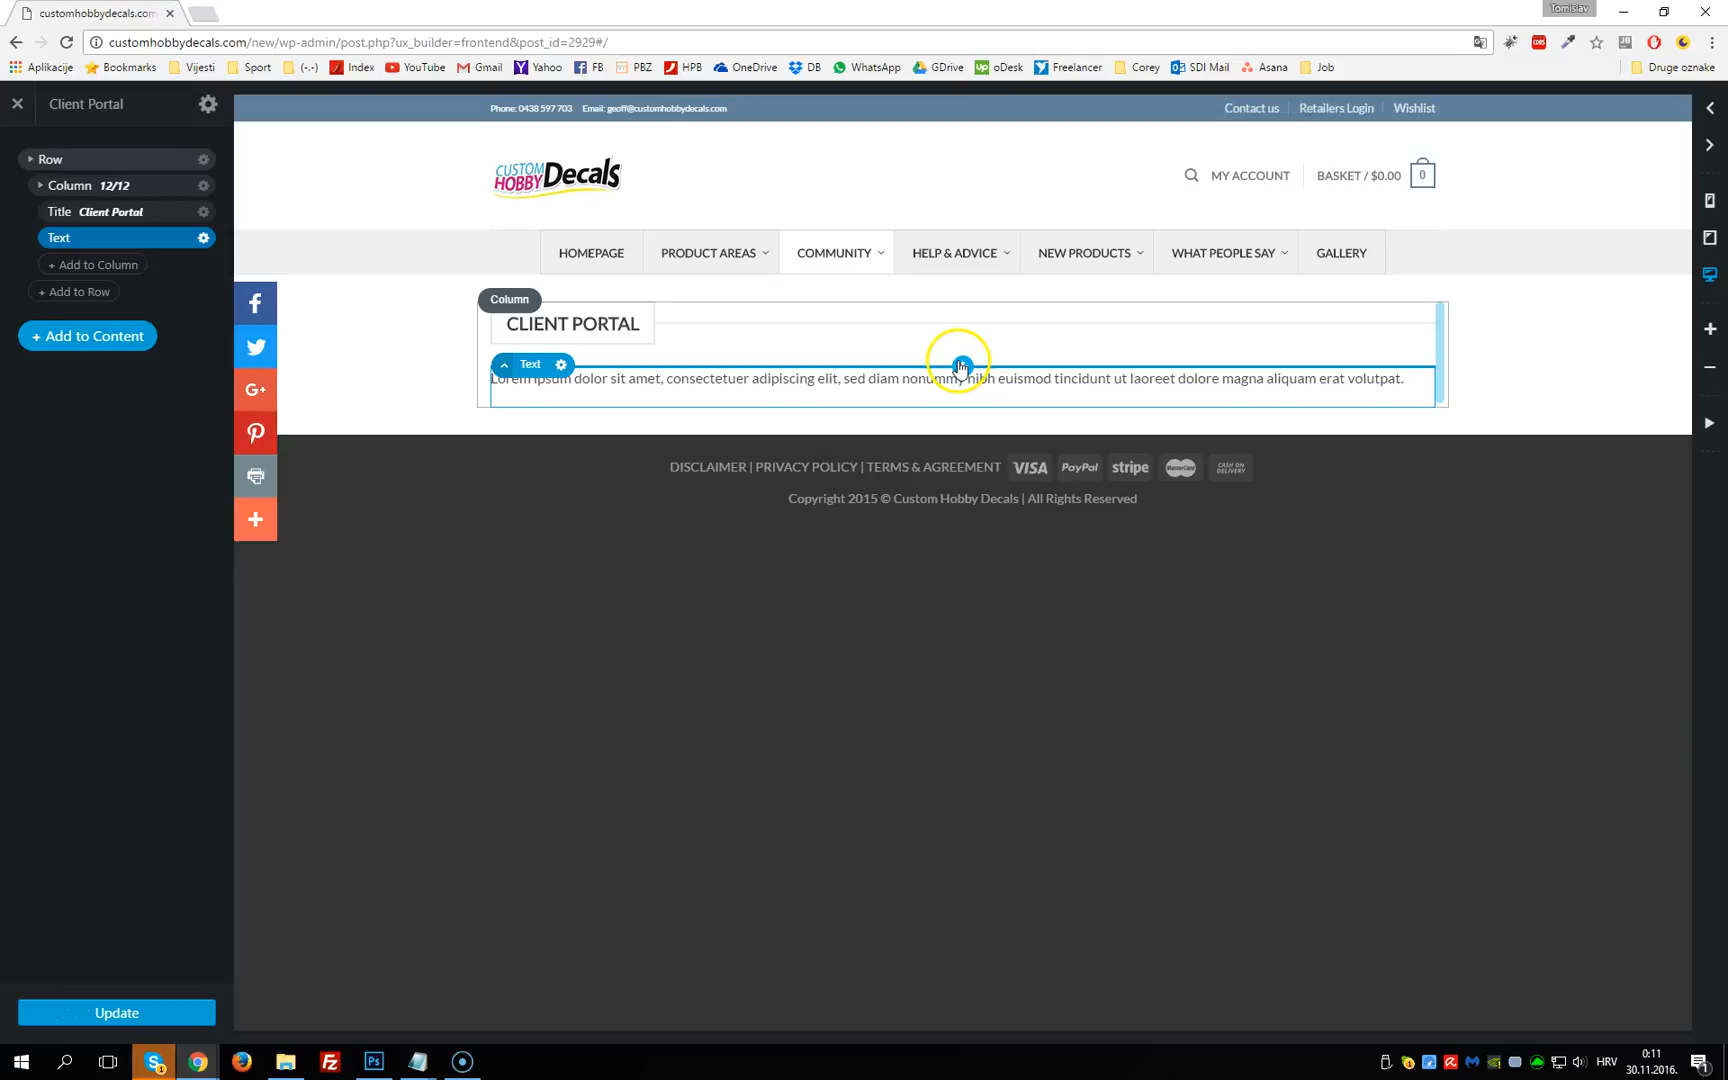 customhobbydecals.com
Tomislav
customhobbydecals.com/new/wp-admin/post.php?ux_builder=frontend&post_id=2929#/
Aplikacije Bookmarks Vijesti Sport (-.-) Index YouTube Gmail Yahoo FB PBZ HPB OneDrive DB WhatsApp GDrive oDesk Freelancer Corey SDI Mail Asana Job Druge oznake
Client Portal
Row
Column 12/12
Title Client Portal
Text
+ Add to Column
+ Add to Row
+ Add to Content
Update
Phone: 0438 597 703 Email: geoff@customhobbydecals.com Contact us Retailers Login Wishlist
CUSTOM HOBBY Decals
MY ACCOUNT BASKET / $0.00 0
HOMEPAGE PRODUCT AREAS COMMUNITY HELP & ADVICE NEW PRODUCTS WHAT PEOPLE SAY GALLERY
Column
CLIENT PORTAL
Text
Lorem ipsum dolor sit amet, consectetuer adipiscing elit, sed diam nonummy nibh euismod tincidunt ut laoreet dolore magna aliquam erat volutpat.
DISCLAIMER | PRIVACY POLICY | TERMS & AGREEMENT VISA PayPal stripe MasterCard CASH ON DELIVERY
Copyright 2015 © Custom Hobby Decals | All Rights Reserved
HRV
0:11
30.11.2016.